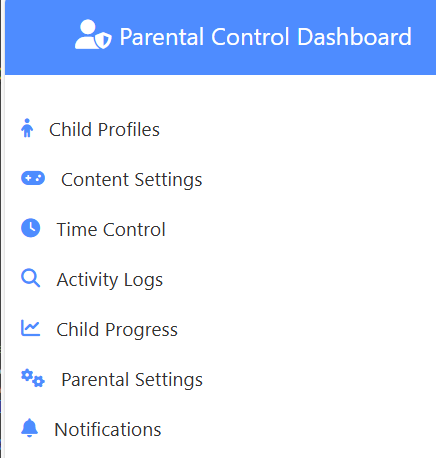 Parental Control Dashboard
Child Profiles
Content Settings
Time Control
Activity Logs
Child Progress
Parental Settings
Notifications